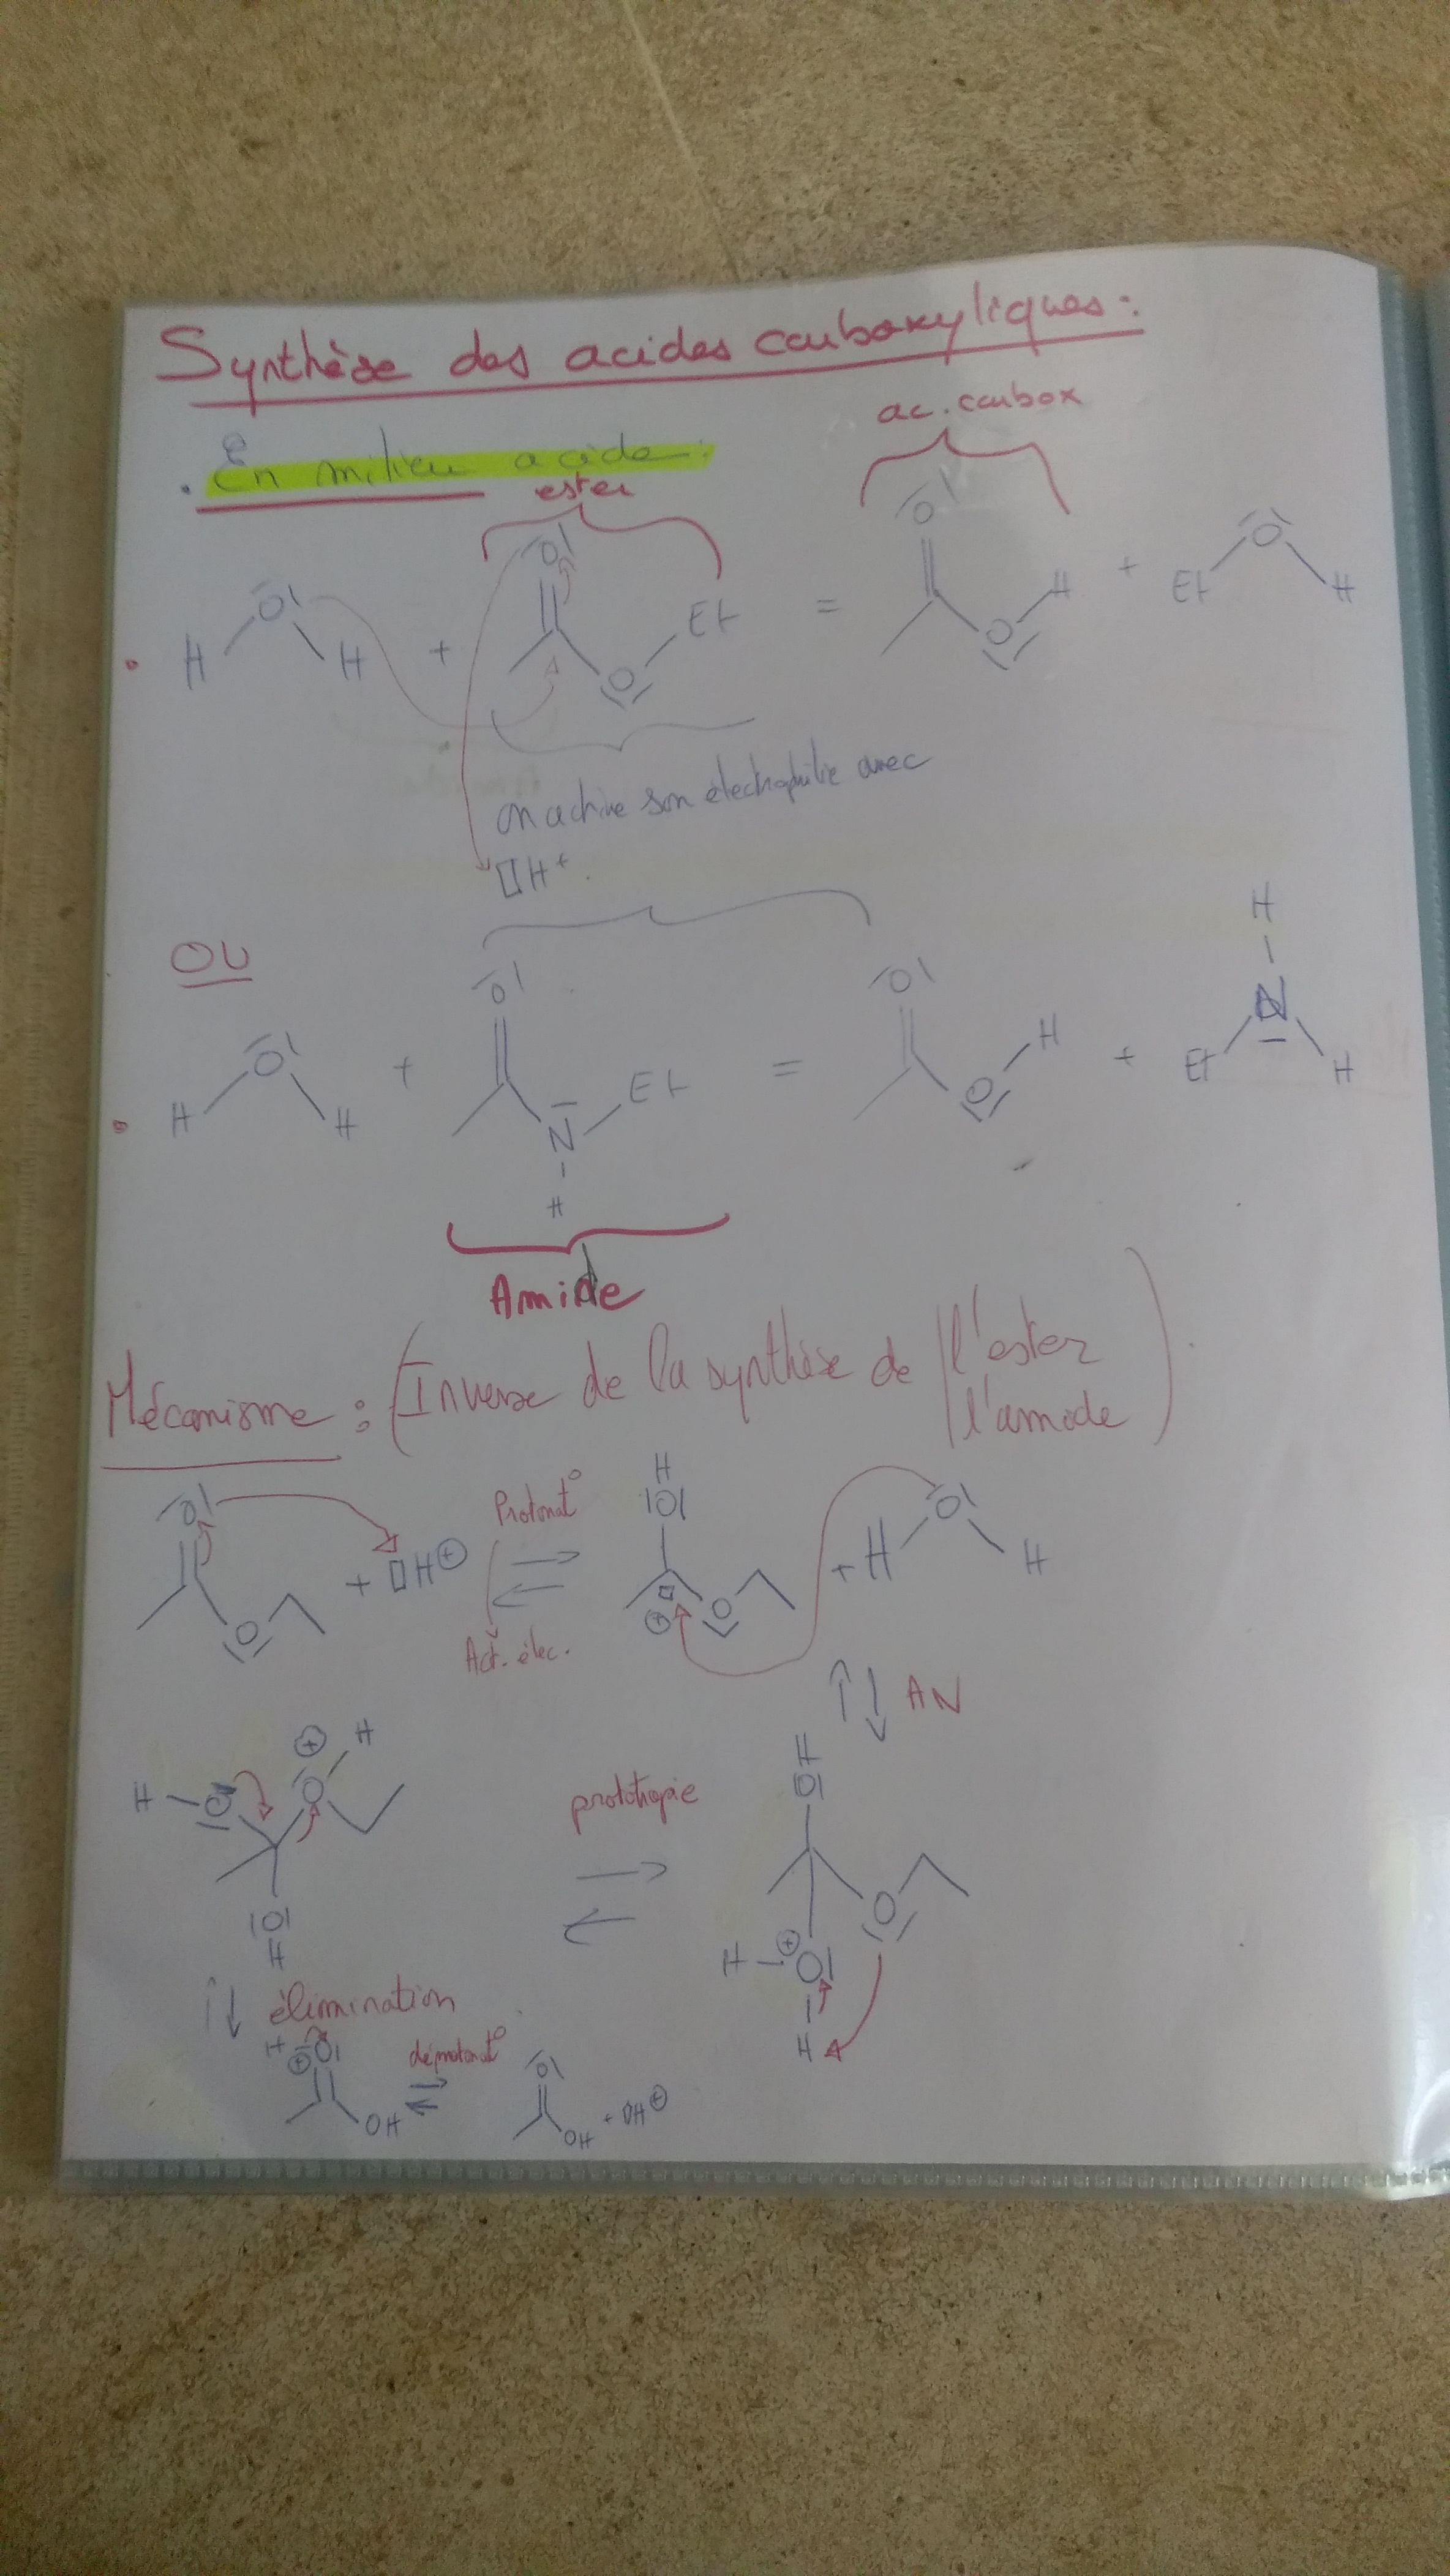 Synthèse des acides carboxyliques :
. En milieu acide :
ester
ac. carbox
H O H + O O Et = O O H + Et O H
on active son électrophilie avec
▯H+.
OU
H O H + O N H Et = O O H + Et N H H
Amide
Mécanisme : (Inverse de la synthèse de l'ester
l'amide)
O O + ▯H⊕ Protonat° ⇌ H O ▯ ⊕ O + H O H
Act. élec.
↑↓ AN
H O ⊕ O H O H prototropie ⇌ H O O H ⊕ O H
↑↓ élimination
H ⊕ O OH déprotonat° ⇌ O OH + ▯H⊕